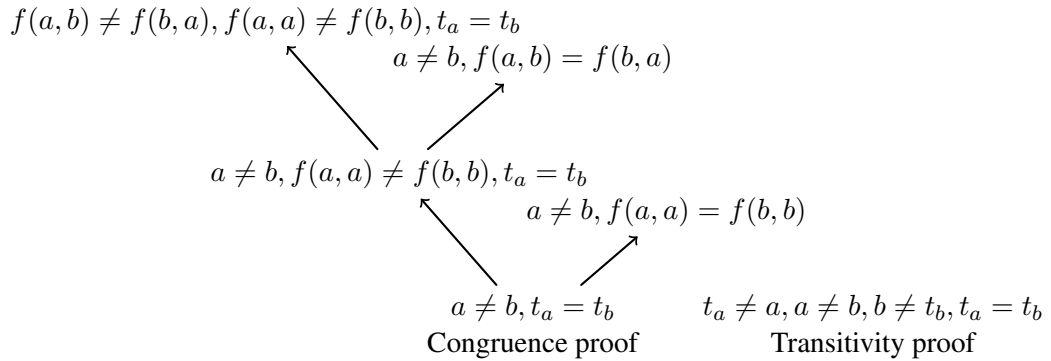 f(a, b) ≠ f(b, a), f(a, a) ≠ f(b, b), t_a = t_b
a ≠ b, f(a, b) = f(b, a)
a ≠ b, f(a, a) ≠ f(b, b), t_a = t_b
a ≠ b, f(a, a) = f(b, b)
a ≠ b, t_a = t_b
Congruence proof
t_a ≠ a, a ≠ b, b ≠ t_b, t_a = t_b
Transitivity proof